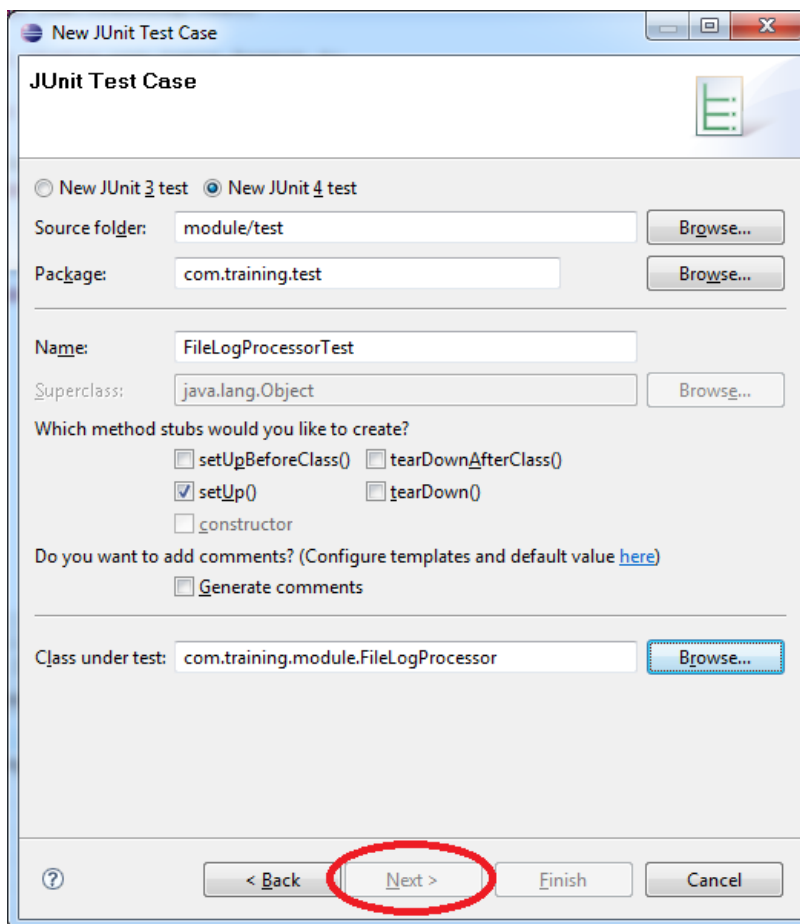 New JUnit Test Case
JUnit Test Case
New JUnit 3 test New JUnit 4 test
Source folder: module/test Browse...
Package: com.training.test Browse...
Name: FileLogProcessorTest
Superclass: java.lang.Object Browse...
Which method stubs would you like to create?
setUpBeforeClass() tearDownAfterClass()
setUp() tearDown()
constructor
Do you want to add comments? (Configure templates and default value here)
Generate comments
Class under test: com.training.module.FileLogProcessor Browse...
? < Back Next > Finish Cancel